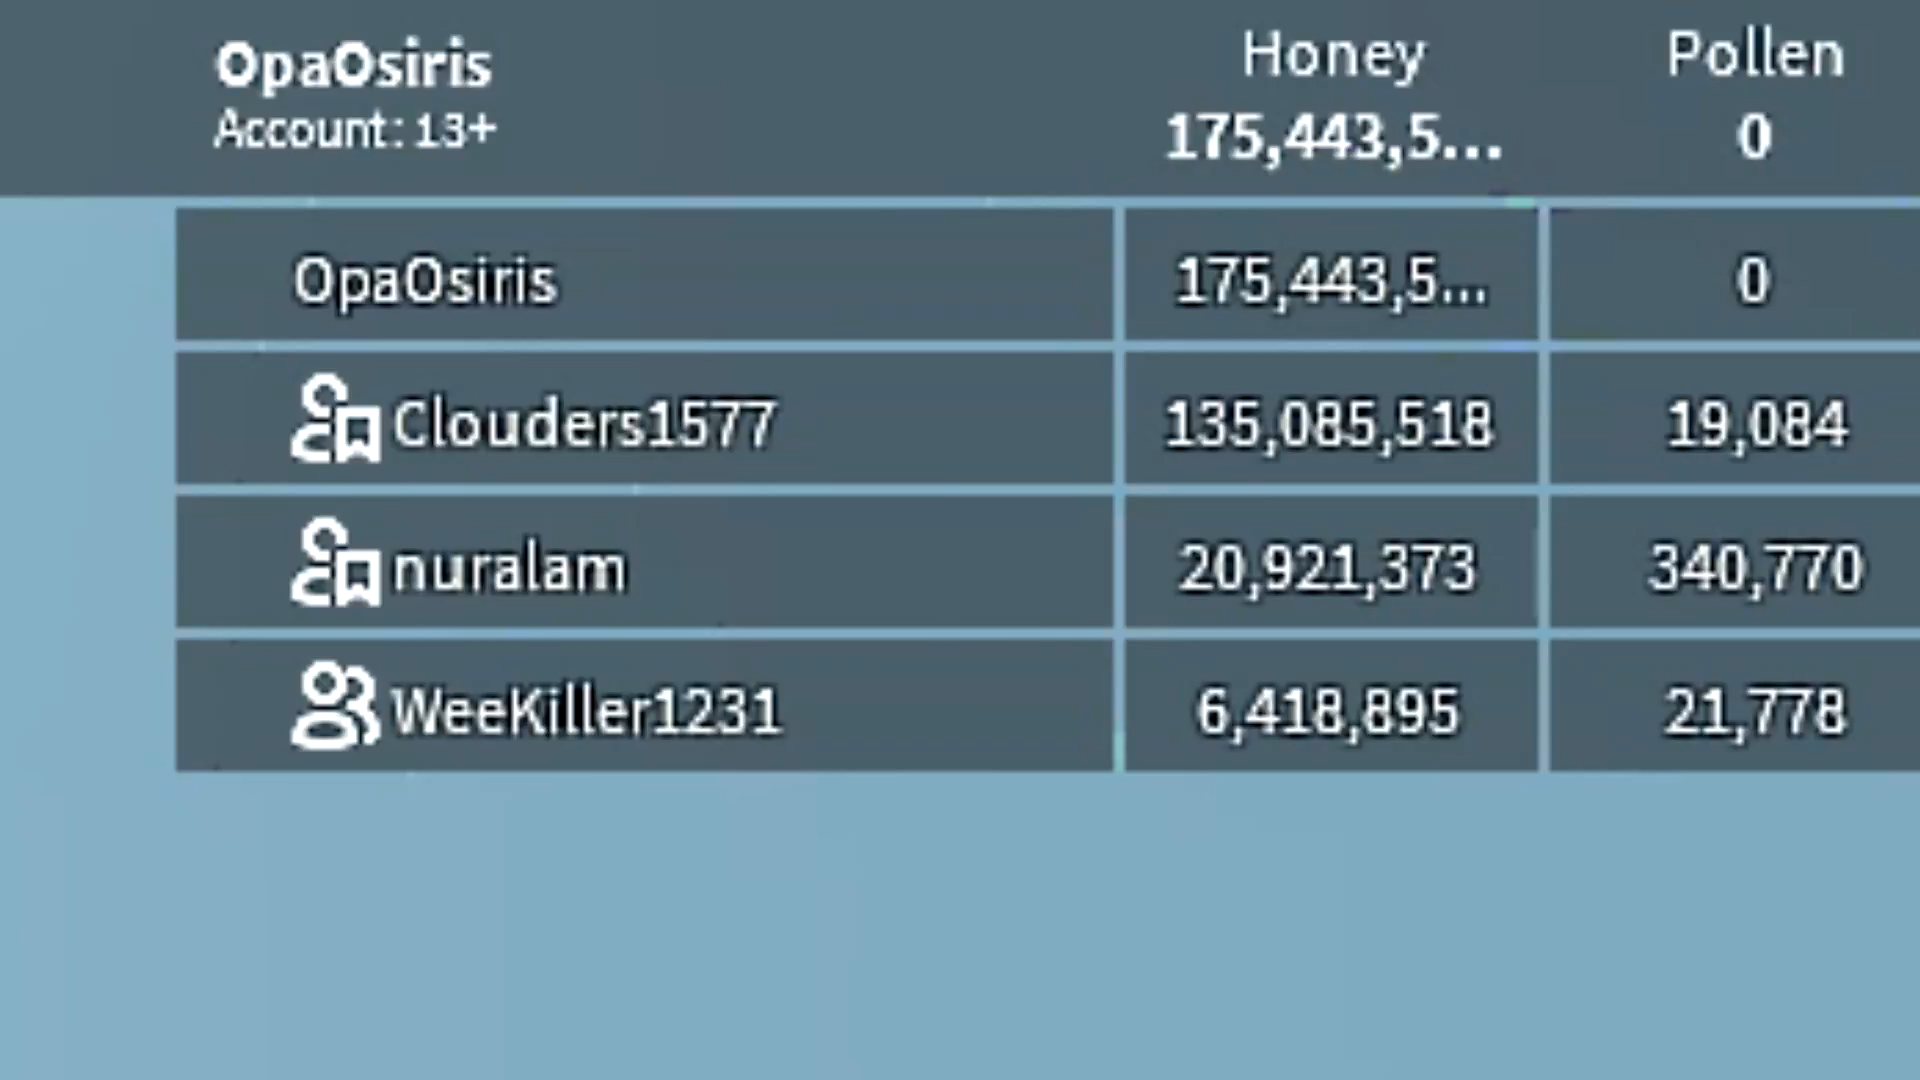 OpaOsiris
Account: 13+
Honey
175,443,5...
Pollen
0
OpaOsiris 175,443,5... 0
Clouders1577 135,085,518 19,084
nuralam 20,921,373 340,770
WeeKiller1231 6,418,895 21,778